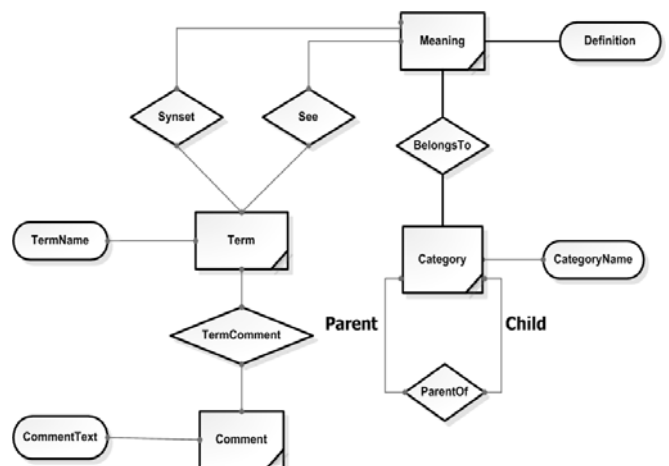 Meaning
Definition
Synset
See
BelongsTo
TermName
Term
Category
CategoryName
Parent
Child
TermComment
ParentOf
CommentText
Comment